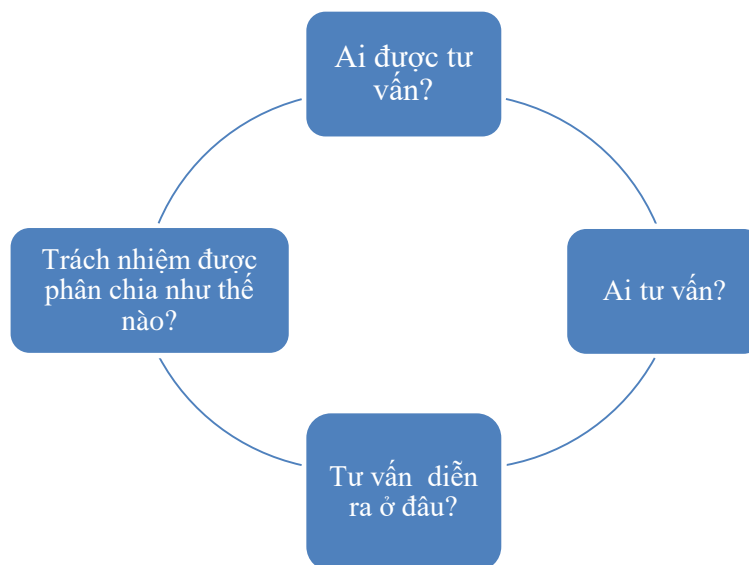 Ai được tư
vấn?
Ai tư vấn?
Tư vấn  diễn
ra ở đâu?
Trách nhiệm được
phân chia như thế
nào?